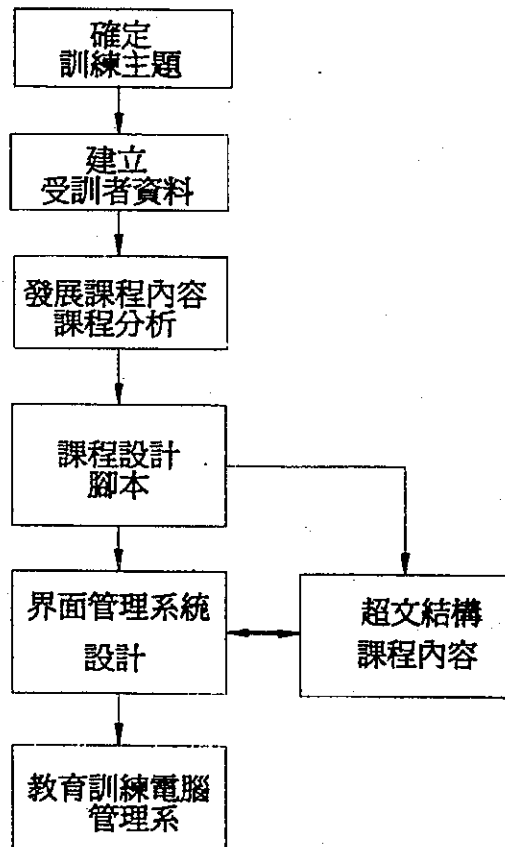 確定
訓練主題
建立
受訓者資料
發展課程內容
課程分析
課程設計
腳本
界面管理系統
設計
超文結構
課程內容
教育訓練電腦
管理系